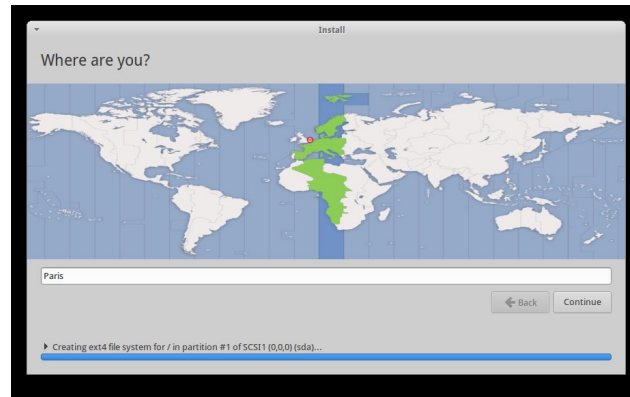 Install
Where are you?
Paris
Back
Continue
Creating ext4 file system for / in partition #1 of SCSI1 (0,0,0) (sda)...